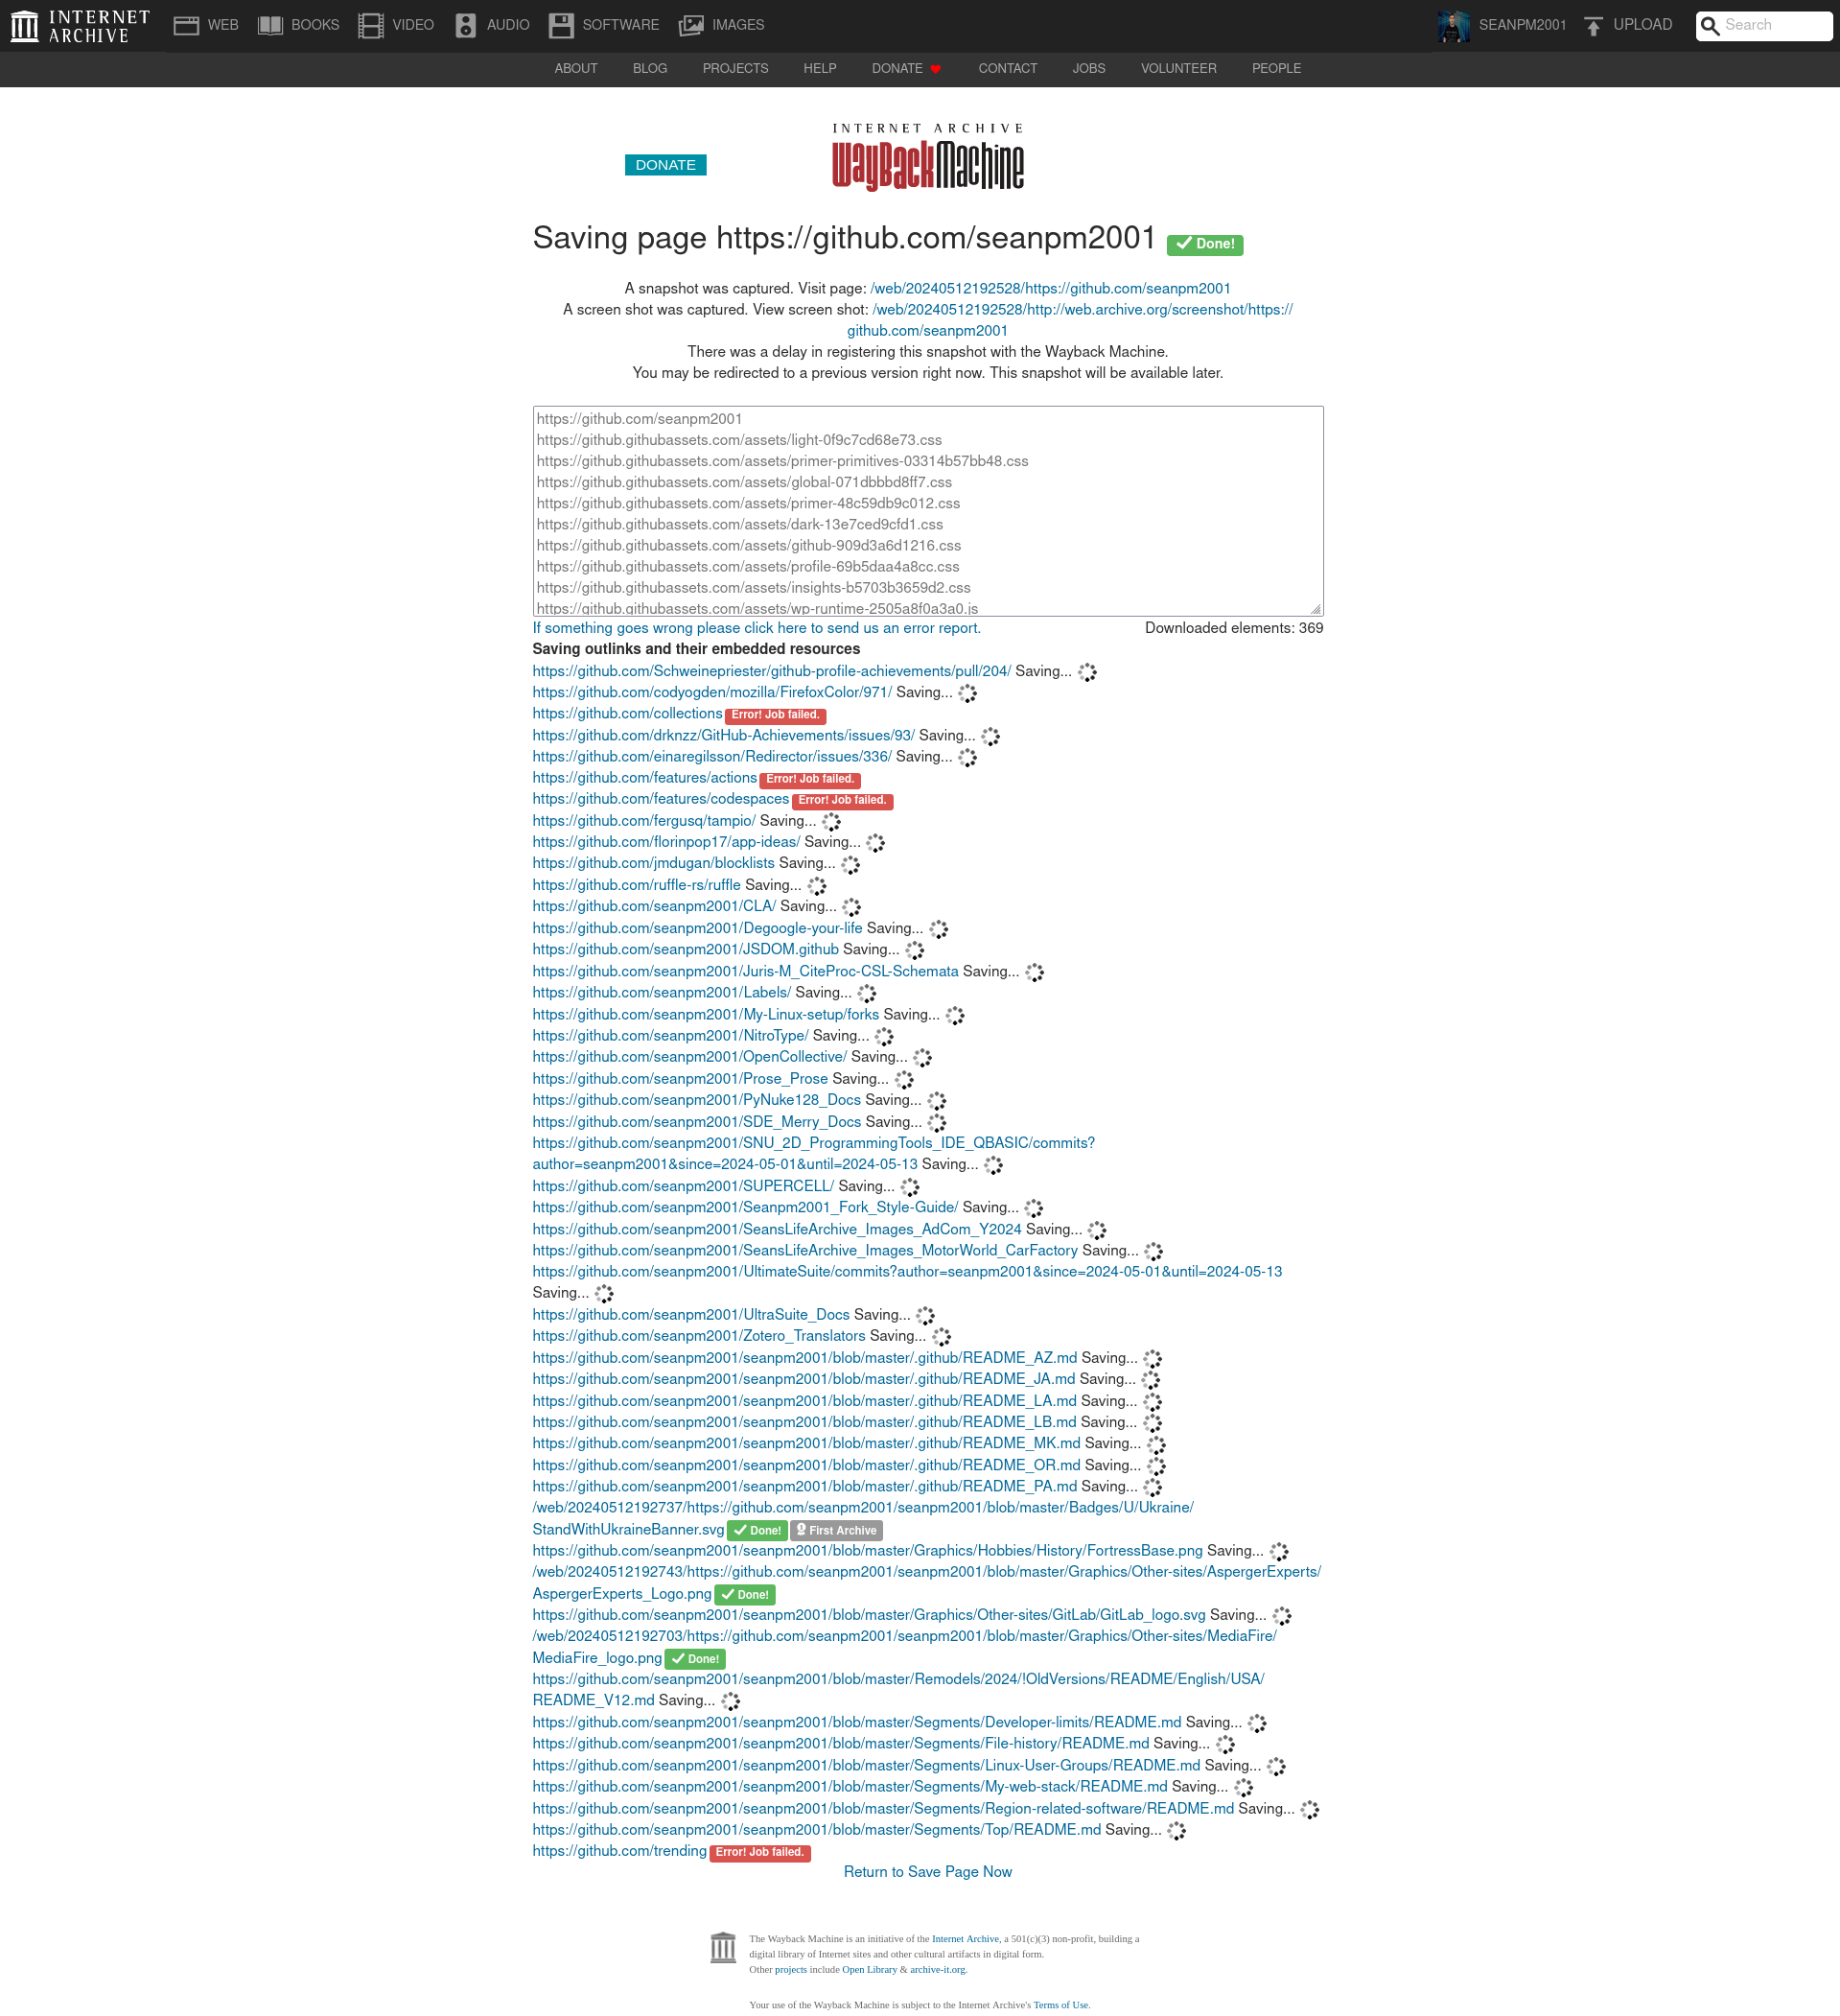 INTERNET ARCHIVE
WEB BOOKS VIDEO AUDIO SOFTWARE IMAGES SEANPM2001 UPLOAD Search
ABOUT BLOG PROJECTS HELP DONATE CONTACT JOBS VOLUNTEER PEOPLE
INTERNET ARCHIVE
DONATE WayBackMachine
Saving page https://github.com/seanpm2001 Done!
A snapshot was captured. Visit page: /web/20240512192528/https://github.com/seanpm2001
A screen shot was captured. View screen shot: /web/20240512192528/http://web.archive.org/screenshot/https://
github.com/seanpm2001
There was a delay in registering this snapshot with the Wayback Machine.
You may be redirected to a previous version right now. This snapshot will be available later.
https://github.com/seanpm2001
https://github.githubassets.com/assets/light-0f9c7cd68e73.css
https://github.githubassets.com/assets/primer-primitives-03314b57bb48.css
https://github.githubassets.com/assets/global-071dbbbd8ff7.css
https://github.githubassets.com/assets/primer-48c59db9c012.css
https://github.githubassets.com/assets/dark-13e7ced9cfd1.css
https://github.githubassets.com/assets/github-909d3a6d1216.css
https://github.githubassets.com/assets/profile-69b5daa4a8cc.css
https://github.githubassets.com/assets/insights-b5703b3659d2.css
https://github.githubassets.com/assets/wp-runtime-2505a8f0a3a0.js
If something goes wrong please click here to send us an error report. Downloaded elements: 369
Saving outlinks and their embedded resources
https://github.com/Schweinepriester/github-profile-achievements/pull/204/ Saving...
https://github.com/codyogden/mozilla/FirefoxColor/971/ Saving...
https://github.com/collections Error! Job failed.
https://github.com/drknzz/GitHub-Achievements/issues/93/ Saving...
https://github.com/einaregilsson/Redirector/issues/336/ Saving...
https://github.com/features/actions Error! Job failed.
https://github.com/features/codespaces Error! Job failed.
https://github.com/fergusq/tampio/ Saving...
https://github.com/florinpop17/app-ideas/ Saving...
https://github.com/jmdugan/blocklists Saving...
https://github.com/ruffle-rs/ruffle Saving...
https://github.com/seanpm2001/CLA/ Saving...
https://github.com/seanpm2001/Degoogle-your-life Saving...
https://github.com/seanpm2001/JSDOM.github Saving...
https://github.com/seanpm2001/Juris-M_CiteProc-CSL-Schemata Saving...
https://github.com/seanpm2001/Labels/ Saving...
https://github.com/seanpm2001/My-Linux-setup/forks Saving...
https://github.com/seanpm2001/NitroType/ Saving...
https://github.com/seanpm2001/OpenCollective/ Saving...
https://github.com/seanpm2001/Prose_Prose Saving...
https://github.com/seanpm2001/PyNuke128_Docs Saving...
https://github.com/seanpm2001/SDE_Merry_Docs Saving...
https://github.com/seanpm2001/SNU_2D_ProgrammingTools_IDE_QBASIC/commits?
author=seanpm2001&since=2024-05-01&until=2024-05-13 Saving...
https://github.com/seanpm2001/SUPERCELL/ Saving...
https://github.com/seanpm2001/Seanpm2001_Fork_Style-Guide/ Saving...
https://github.com/seanpm2001/SeansLifeArchive_Images_AdCom_Y2024 Saving...
https://github.com/seanpm2001/SeansLifeArchive_Images_MotorWorld_CarFactory Saving...
https://github.com/seanpm2001/UltimateSuite/commits?author=seanpm2001&since=2024-05-01&until=2024-05-13
Saving...
https://github.com/seanpm2001/UltraSuite_Docs Saving...
https://github.com/seanpm2001/Zotero_Translators Saving...
https://github.com/seanpm2001/seanpm2001/blob/master/.github/README_AZ.md Saving...
https://github.com/seanpm2001/seanpm2001/blob/master/.github/README_JA.md Saving...
https://github.com/seanpm2001/seanpm2001/blob/master/.github/README_LA.md Saving...
https://github.com/seanpm2001/seanpm2001/blob/master/.github/README_LB.md Saving...
https://github.com/seanpm2001/seanpm2001/blob/master/.github/README_MK.md Saving...
https://github.com/seanpm2001/seanpm2001/blob/master/.github/README_OR.md Saving...
https://github.com/seanpm2001/seanpm2001/blob/master/.github/README_PA.md Saving...
/web/20240512192737/https://github.com/seanpm2001/seanpm2001/blob/master/Badges/U/Ukraine/
StandWithUkraineBanner.svg Done! First Archive
https://github.com/seanpm2001/seanpm2001/blob/master/Graphics/Hobbies/History/FortressBase.png Saving...
/web/20240512192743/https://github.com/seanpm2001/seanpm2001/blob/master/Graphics/Other-sites/AspergerExperts/
AspergerExperts_Logo.png Done!
https://github.com/seanpm2001/seanpm2001/blob/master/Graphics/Other-sites/GitLab/GitLab_logo.svg Saving...
/web/20240512192703/https://github.com/seanpm2001/seanpm2001/blob/master/Graphics/Other-sites/MediaFire/
MediaFire_logo.png Done!
https://github.com/seanpm2001/seanpm2001/blob/master/Remodels/2024/!OldVersions/README/English/USA/
README_V12.md Saving...
https://github.com/seanpm2001/seanpm2001/blob/master/Segments/Developer-limits/README.md Saving...
https://github.com/seanpm2001/seanpm2001/blob/master/Segments/File-history/README.md Saving...
https://github.com/seanpm2001/seanpm2001/blob/master/Segments/Linux-User-Groups/README.md Saving...
https://github.com/seanpm2001/seanpm2001/blob/master/Segments/My-web-stack/README.md Saving...
https://github.com/seanpm2001/seanpm2001/blob/master/Segments/Region-related-software/README.md Saving...
https://github.com/seanpm2001/seanpm2001/blob/master/Segments/Top/README.md Saving...
https://github.com/trending Error! Job failed.
Return to Save Page Now
The Wayback Machine is an initiative of the Internet Archive, a 501(c)(3) non-profit, building a
digital library of Internet sites and other cultural artifacts in digital form.
Other projects include Open Library & archive-it.org.
Your use of the Wayback Machine is subject to the Internet Archive's Terms of Use.